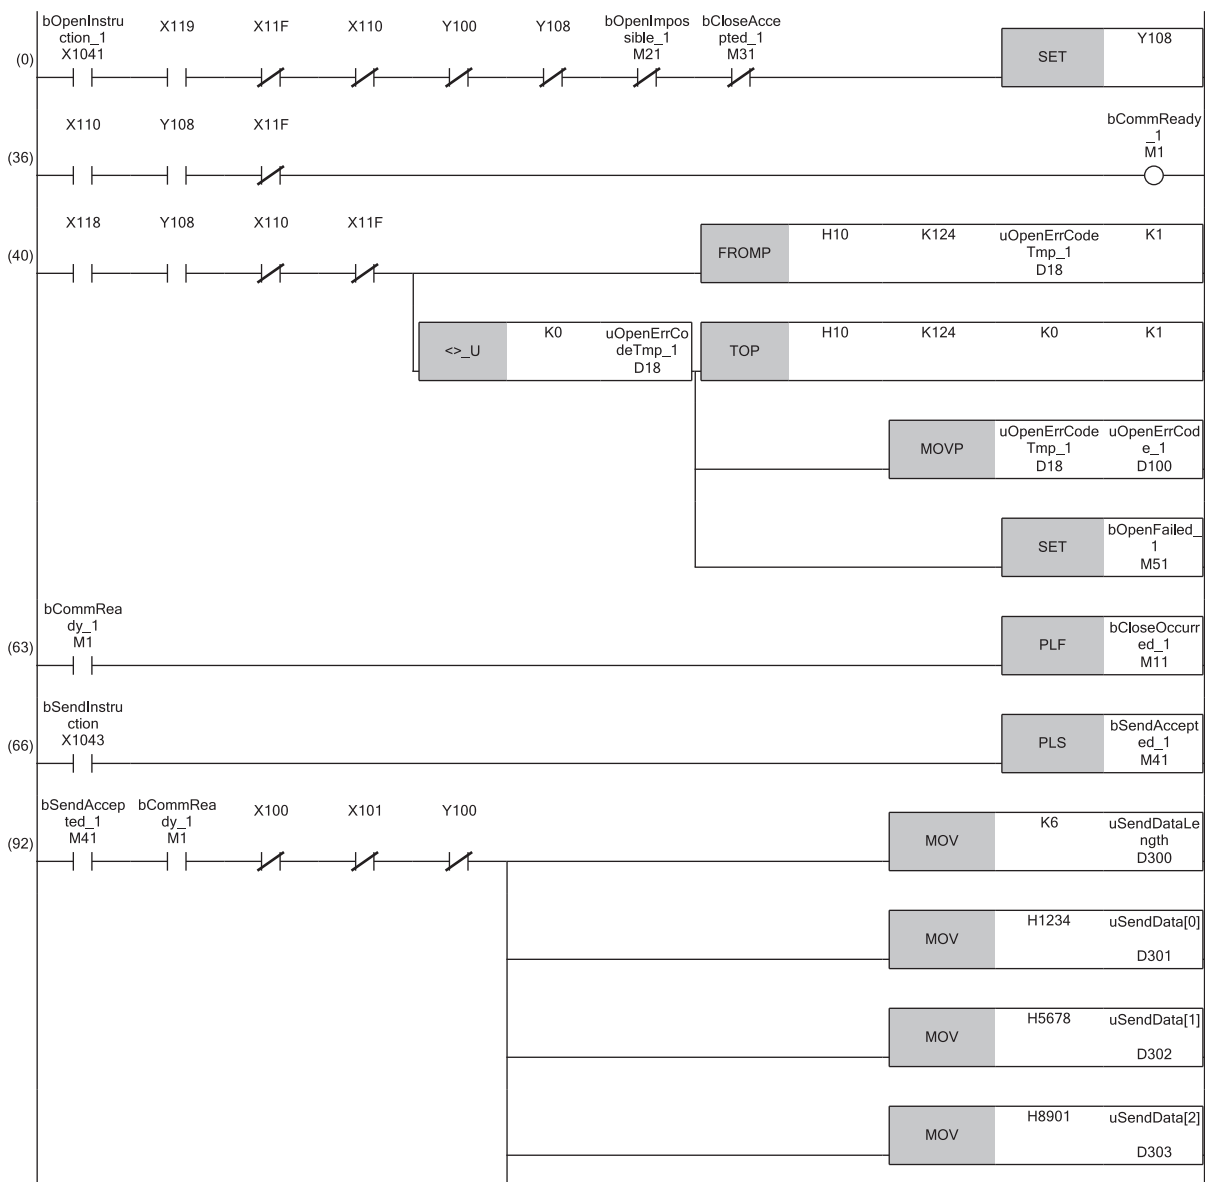 bOpenInstru
ction_1
X1041
X119
X11F
X110
Y100
Y108
bOpenImpos
sible_1
M21
bCloseAcce
pted_1
M31
(0)
SET
Y108
X110
Y108
X11F
bCommReady
_1
M1
(36)
X118
Y108
X110
X11F
(40)
FROMP
H10
K124
uOpenErrCode
Tmp_1
D18
K1
<>_U
K0
uOpenErrCo
deTmp_1
D18
TOP
H10
K124
K0
K1
MOVP
uOpenErrCode
Tmp_1
D18
uOpenErrCod
e_1
D100
SET
bOpenFailed_
1
M51
bCommRea
dy_1
M1
(63)
PLF
bCloseOccurr
ed_1
M11
bSendInstru
ction
X1043
(66)
PLS
bSendAccept
ed_1
M41
bSendAccep
ted_1
M41
bCommRea
dy_1
M1
X100
X101
Y100
(92)
MOV
K6
uSendDataLe
ngth
D300
MOV
H1234
uSendData[0]
D301
MOV
H5678
uSendData[1]
D302
MOV
H8901
uSendData[2]
D303